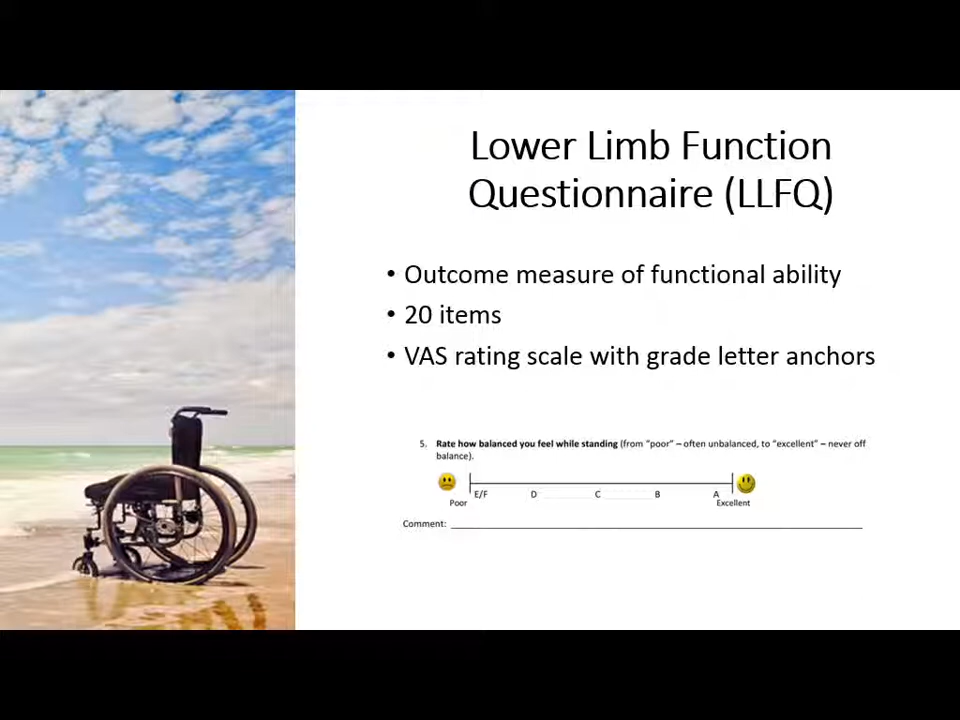 Lower Limb Function
Questionnaire (LLFQ)
• Outcome measure of functional ability
• 20 items
• VAS rating scale with grade letter anchors
5. Rate how balanced you feel while standing (from "poor" – often unbalanced, to "excellent" – never off
balance).
E/F D C B A
Poor Excellent
Comment: ____________________